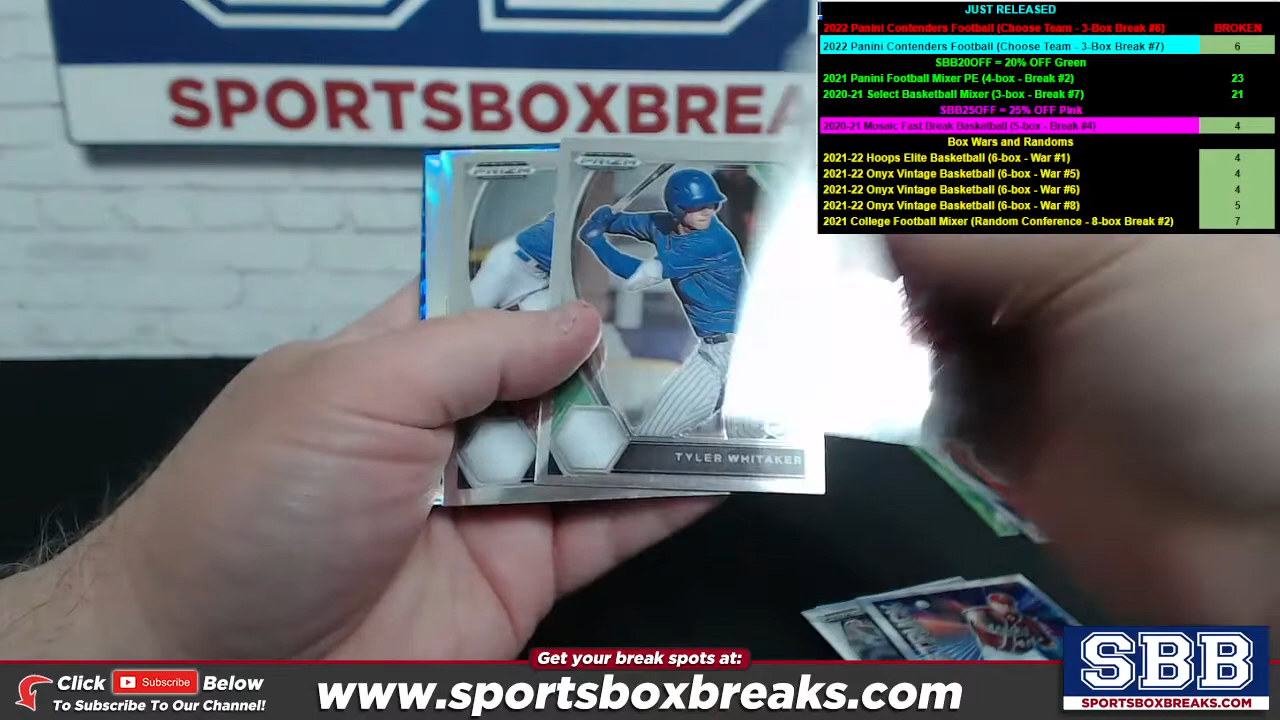 JUST RELEASED
2022 Panini Contenders Football (Choose Team - 3-Box Break #6) BROKEN
2022 Panini Contenders Football (Choose Team - 3-Box Break #7) 6
SBB20OFF = 20% OFF Green
2021 Panini Football Mixer PE (4-box - Break #2) 23
2020-21 Select Basketball Mixer (3-box - Break #7) 21
SBB25OFF = 25% OFF Pink
2020-21 Mosaic Fast Break Basketball (5-box - Break #4) 4
Box Wars and Randoms
2021-22 Hoops Elite Basketball (6-box - War #1) 4
2021-22 Onyx Vintage Basketball (6-box - War #5) 4
2021-22 Onyx Vintage Basketball (6-box - War #6) 4
2021-22 Onyx Vintage Basketball (6-box - War #8) 5
2021 College Football Mixer (Random Conference - 8-box Break #2) 7
SPORTSBOXBREA
PRIZM
PRIZM
TYLER WHITAKER
Get your break spots at:
Click Subscribe Below
To Subscribe To Our Channel!
www.sportsboxbreaks.com
SBB
SPORTSBOXBREAKS.COM